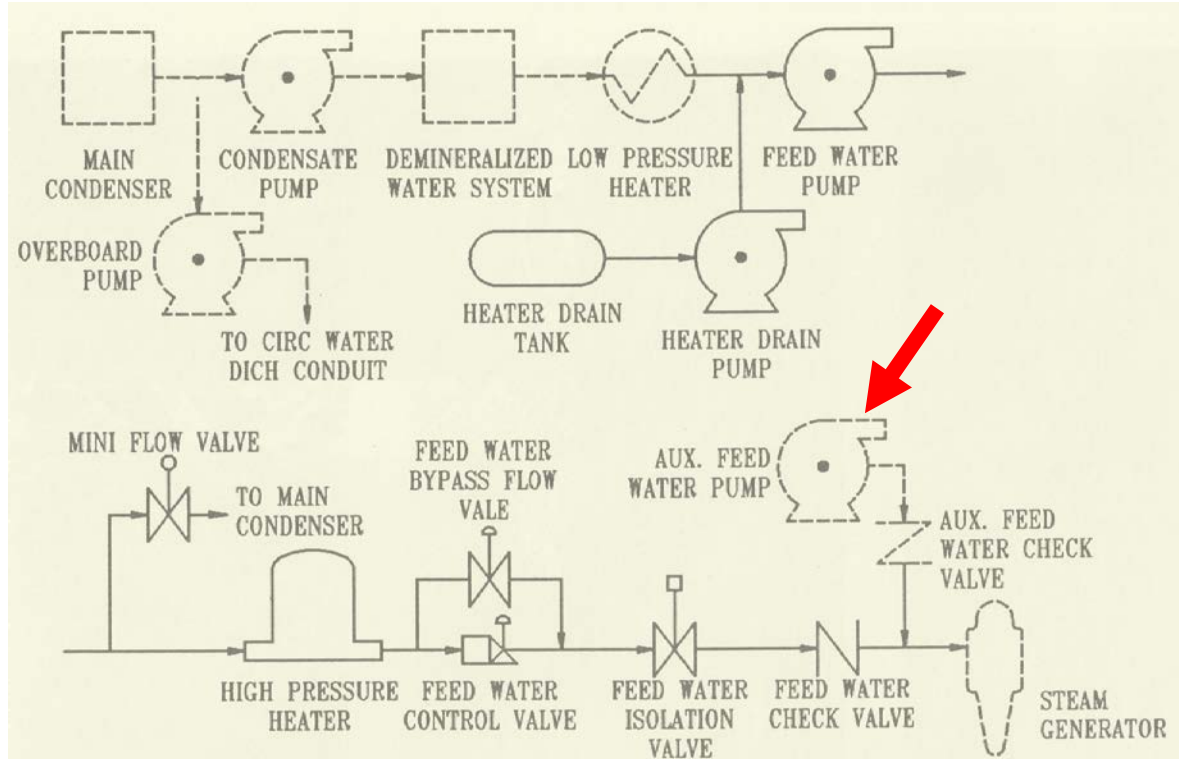 MAIN
CONDENSER
CONDENSATE
PUMP
DEMINERALIZED
WATER SYSTEM
LOW PRESSURE
HEATER
FEED WATER
PUMP
OVERBOARD
PUMP
TO CIRC WATER
DICH CONDUIT
HEATER DRAIN
TANK
HEATER DRAIN
PUMP
MINI FLOW VALVE
TO MAIN
CONDENSER
FEED WATER
BYPASS FLOW
VALE
AUX. FEED
WATER PUMP
AUX. FEED
WATER CHECK
VALVE
HIGH PRESSURE
HEATER
FEED WATER
CONTROL VALVE
FEED WATER
ISOLATION
VALVE
FEED WATER
CHECK VALVE
STEAM
GENERATOR